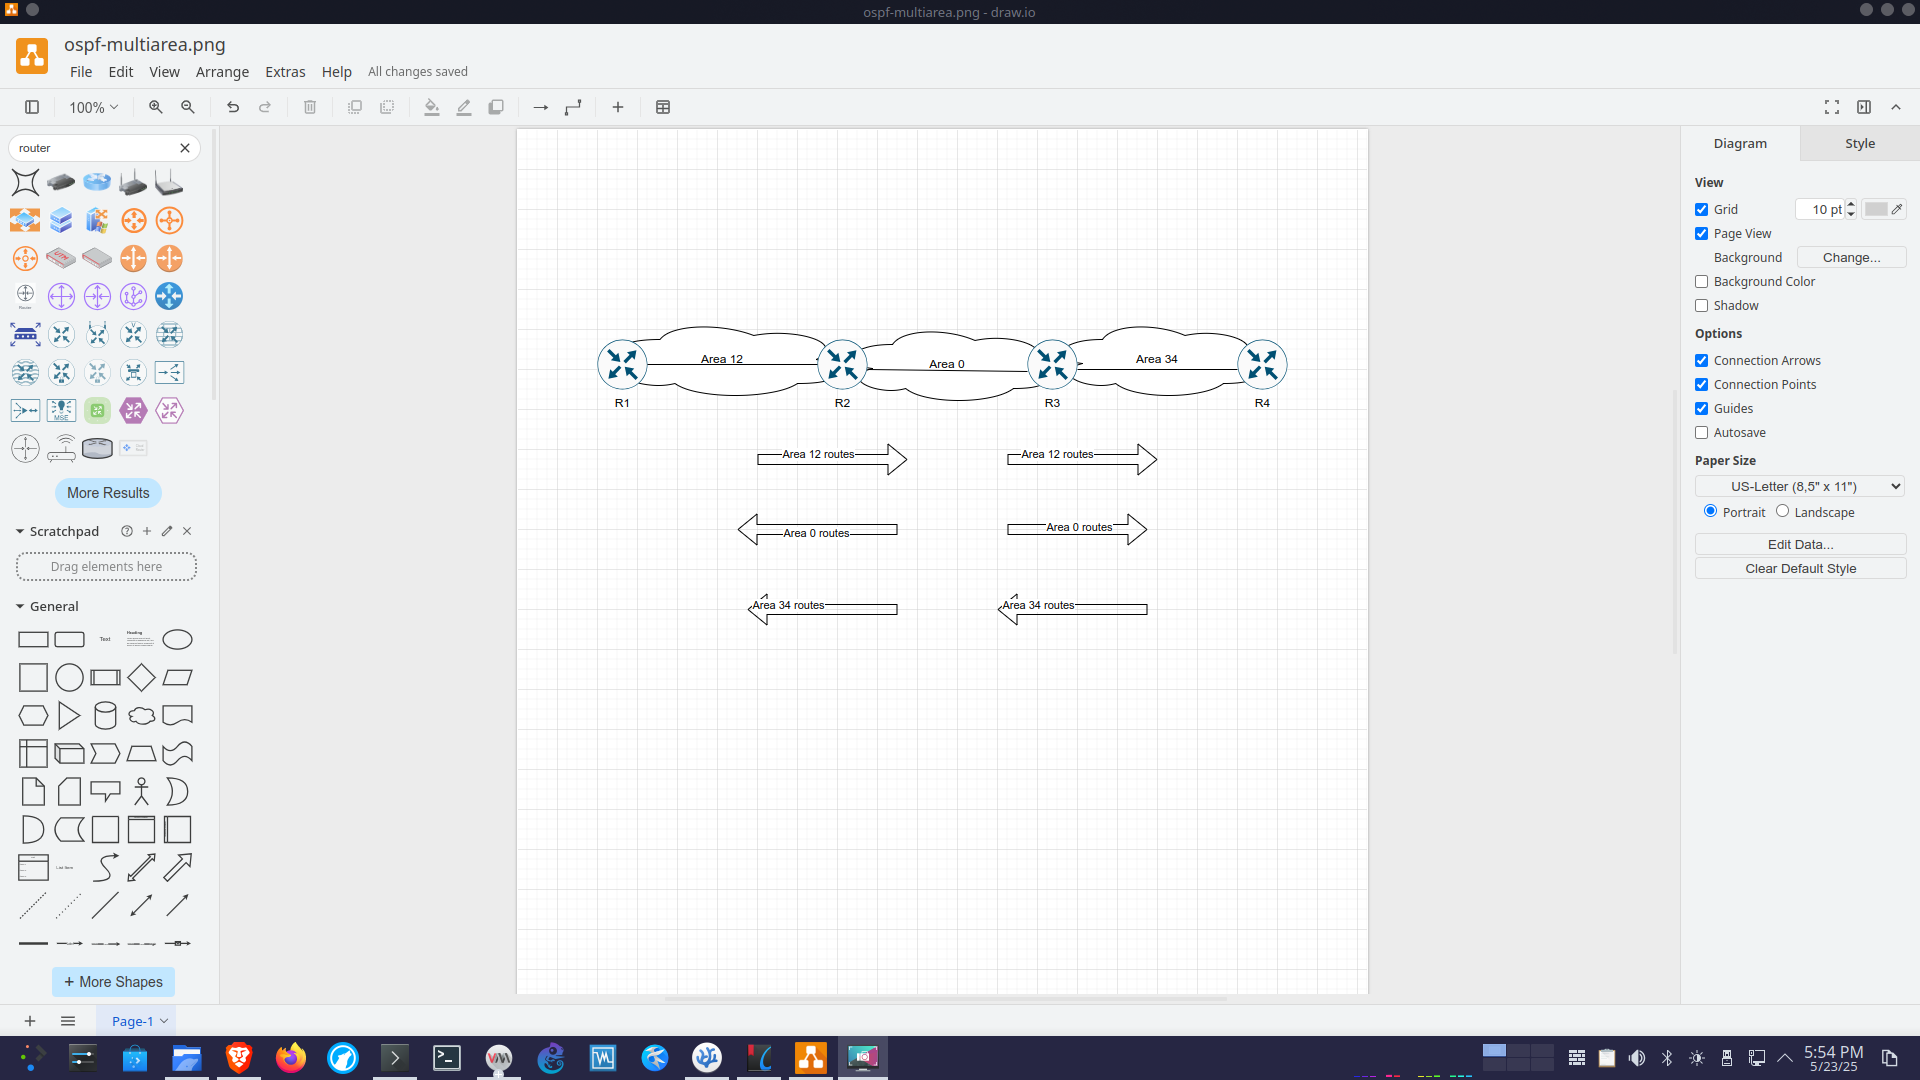 ospf-multiarea.png - draw.io
ospf-multiarea.png
File Edit View Arrange Extras Help All changes saved
100%
router
More Results
Scratchpad
Drag elements here
General
Text
Heading
List Item
+ More Shapes
Router
MSE
Area 12
Area 0
Area 34
R1
R2
R3
R4
Area 12 routes
Area 12 routes
Area 0 routes
Area 0 routes
Area 34 routes
Area 34 routes
Diagram
Style
View
Grid
10 pt
Page View
Background
Change...
Background Color
Shadow
Options
Connection Arrows
Connection Points
Guides
Autosave
Paper Size
US-Letter (8,5" x 11")
Portrait
Landscape
Edit Data...
Clear Default Style
Page-1
5:54 PM
5/23/25